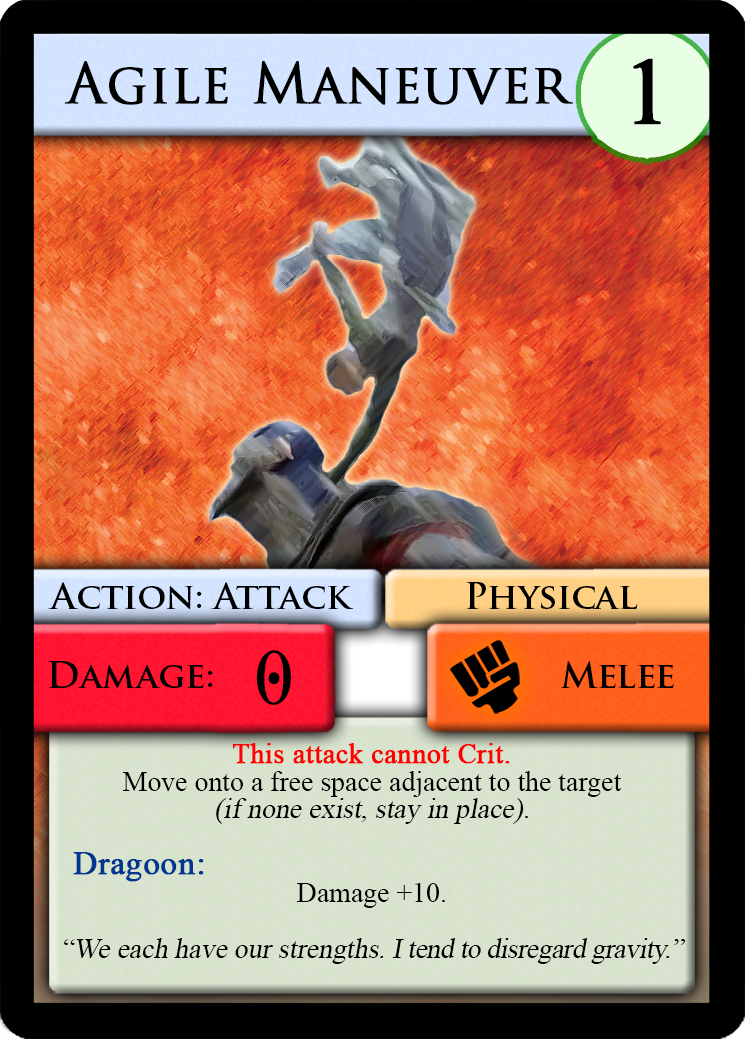 Agile Maneuver 1
Action: Attack
Physical
Damage: 0
Melee
This attack cannot Crit.
Move onto a free space adjacent to the target
(if none exist, stay in place).
Dragoon:
Damage +10.
“We each have our strengths. I tend to disregard gravity.”